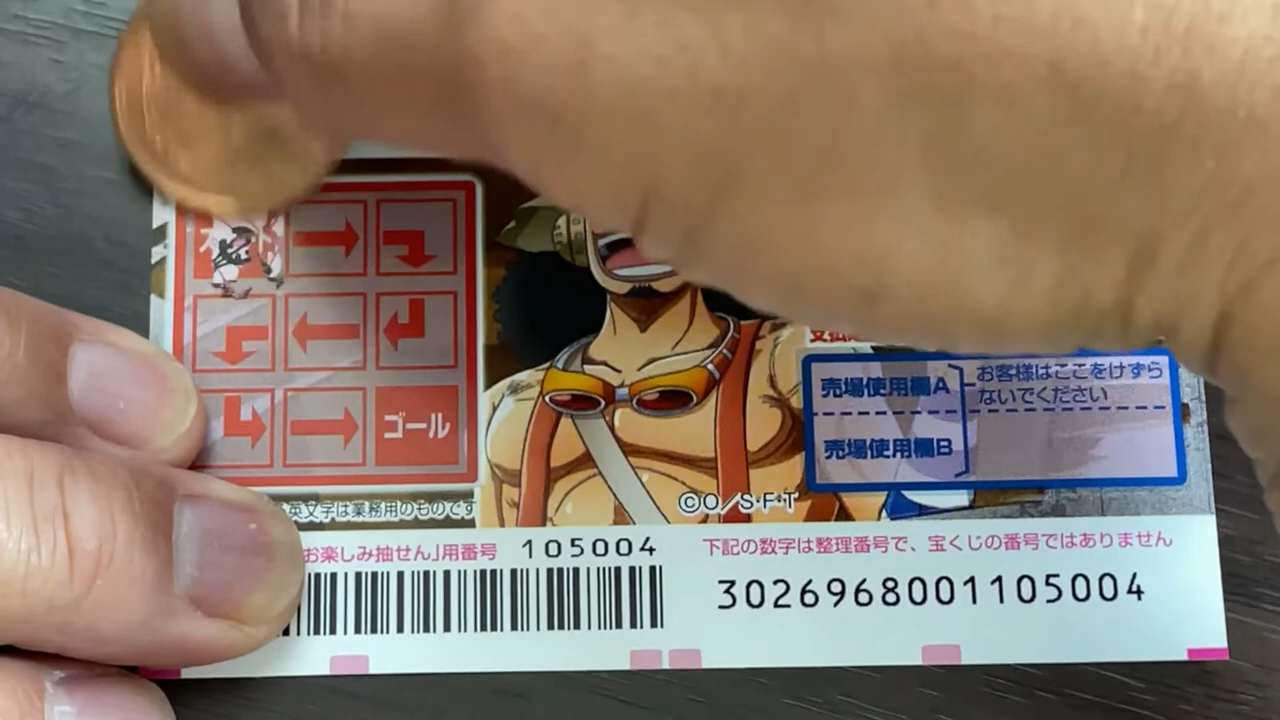 ゴール
売場使用欄A
お客様はここをけずら
ないでください
売場使用欄B
英文字は業務用のものです
©O/S・F・T
お楽しみ抽せん」用番号 105004
下記の数字は整理番号で、宝くじの番号ではありません
3026968001105004